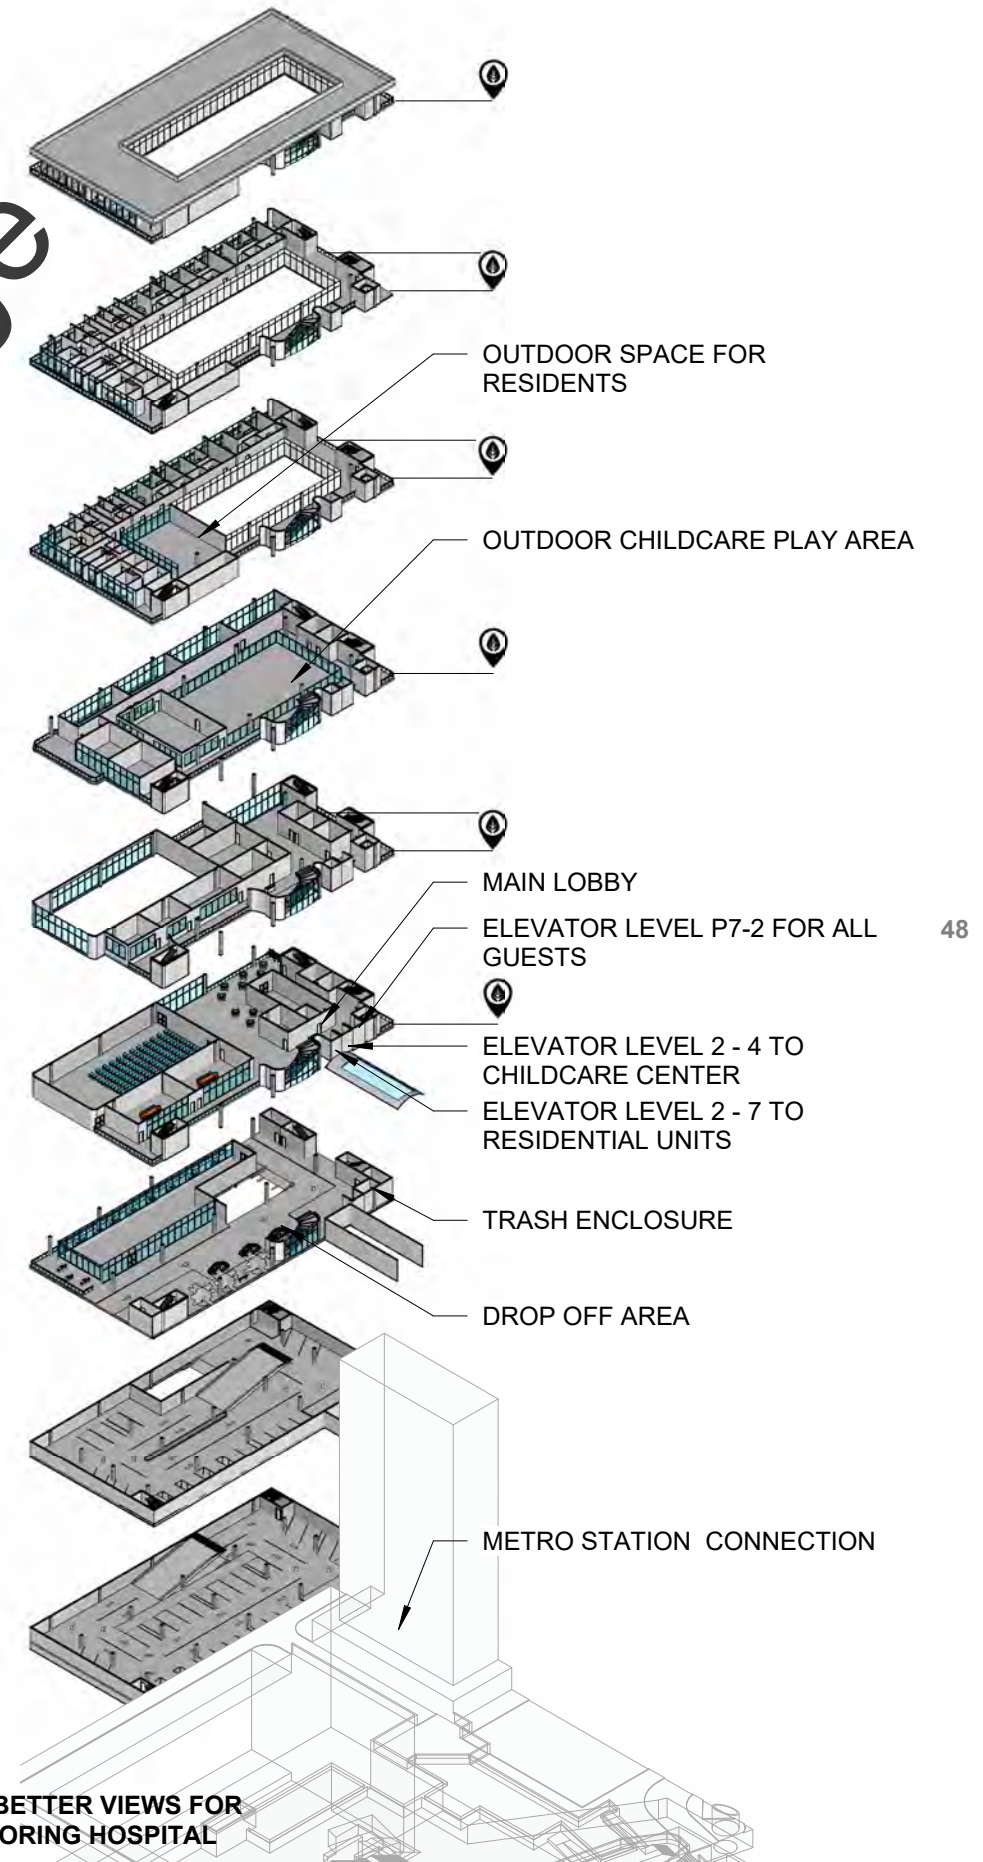 OUTDOOR SPACE FOR
RESIDENTS
OUTDOOR CHILDCARE PLAY AREA
MAIN LOBBY
ELEVATOR LEVEL P7-2 FOR ALL
GUESTS
48
ELEVATOR LEVEL 2 - 4 TO
CHILDCARE CENTER
ELEVATOR LEVEL 2 - 7 TO
RESIDENTIAL UNITS
TRASH ENCLOSURE
DROP OFF AREA
METRO STATION CONNECTION
BETTER VIEWS FOR
ORING HOSPITAL